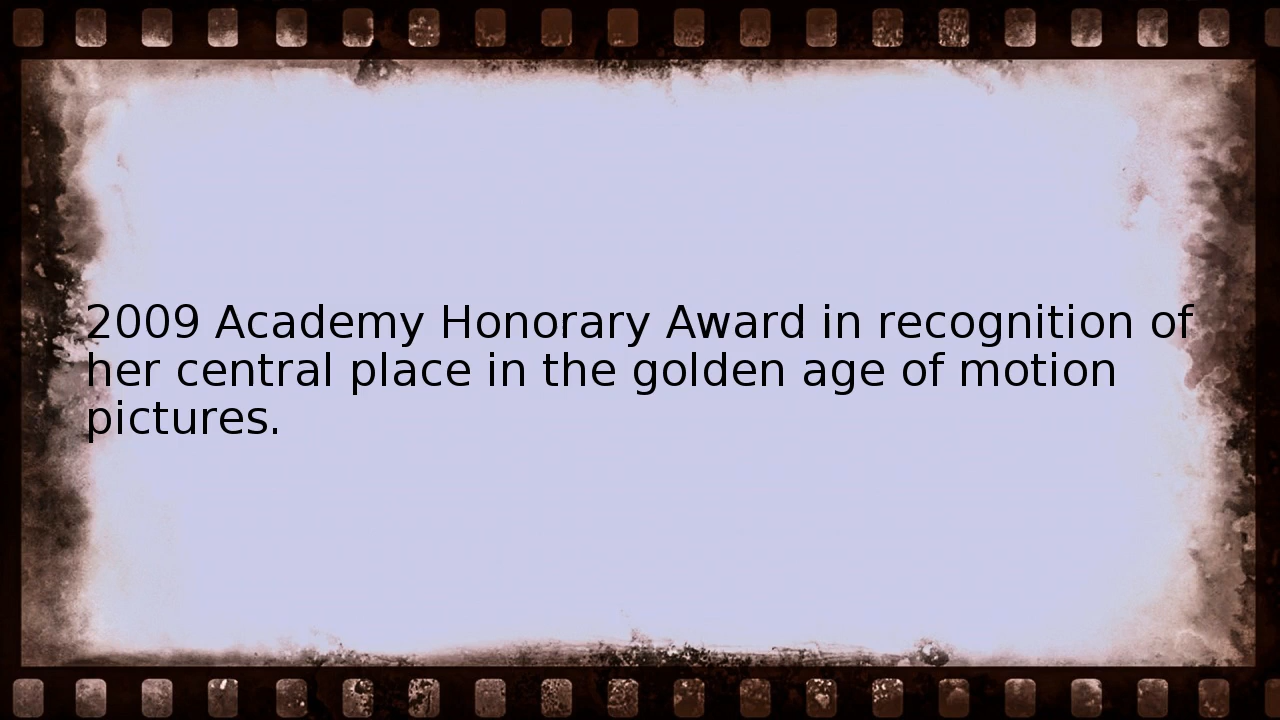 2009 Academy Honorary Award in recognition of
her central place in the golden age of motion
pictures.